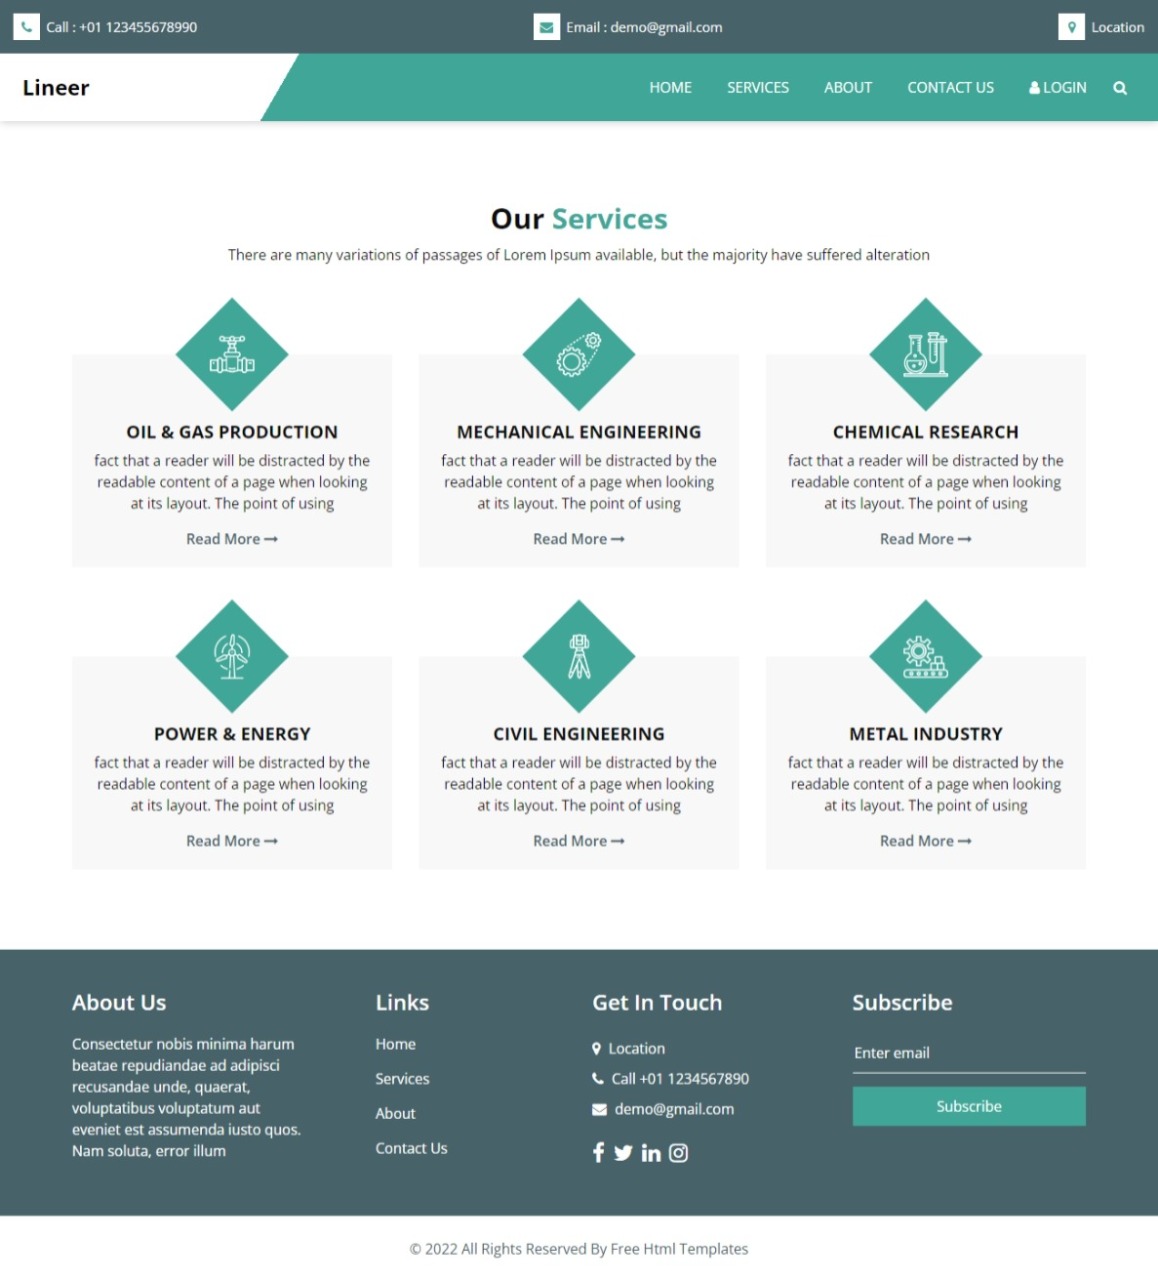 Call : +01 123455678990
Email : demo@gmail.com
Location
Lineer
HOME
SERVICES
ABOUT
CONTACT US
LOGIN
Our Services
There are many variations of passages of Lorem Ipsum available, but the majority have suffered alteration
OIL & GAS PRODUCTION
fact that a reader will be distracted by the
readable content of a page when looking
at its layout. The point of using
Read More
MECHANICAL ENGINEERING
fact that a reader will be distracted by the
readable content of a page when looking
at its layout. The point of using
Read More
CHEMICAL RESEARCH
fact that a reader will be distracted by the
readable content of a page when looking
at its layout. The point of using
Read More
POWER & ENERGY
fact that a reader will be distracted by the
readable content of a page when looking
at its layout. The point of using
Read More
CIVIL ENGINEERING
fact that a reader will be distracted by the
readable content of a page when looking
at its layout. The point of using
Read More
METAL INDUSTRY
fact that a reader will be distracted by the
readable content of a page when looking
at its layout. The point of using
Read More
About Us
Consectetur nobis minima harum
beatae repudiandae ad adipisci
recusandae unde, quaerat,
voluptatibus voluptatum aut
eveniet est assumenda iusto quos.
Nam soluta, error illum
Links
Home
Services
About
Contact Us
Get In Touch
Location
Call +01 1234567890
demo@gmail.com
Subscribe
Enter email
Subscribe
© 2022 All Rights Reserved By Free Html Templates